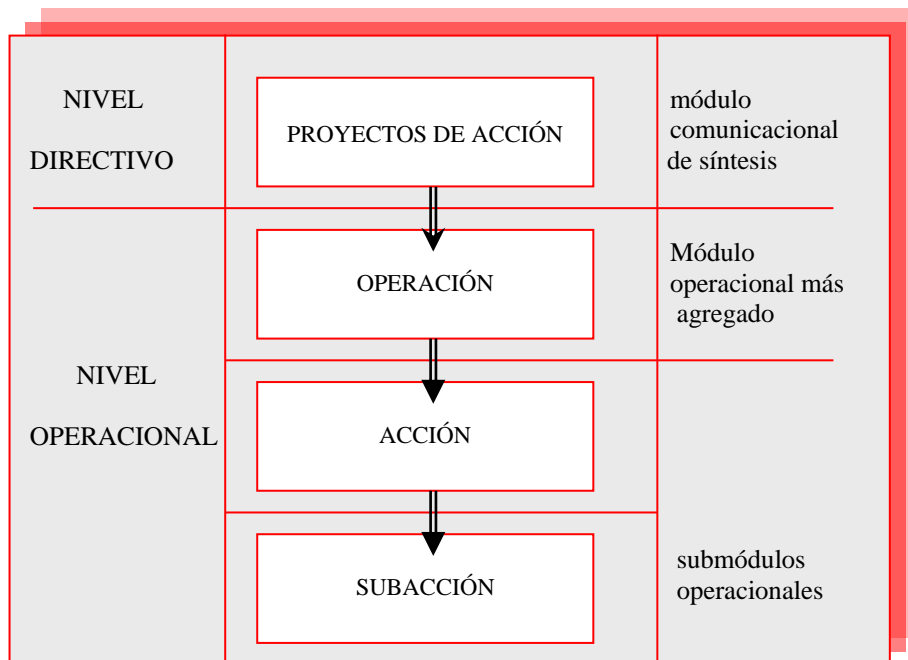 NIVEL
DIRECTIVO
PROYECTOS DE ACCIÓN
módulo
comunicacional
de síntesis
OPERACIÓN
Módulo
operacional más
agregado
NIVEL
OPERACIONAL
ACCIÓN
SUBACCIÓN
submódulos
operacionales